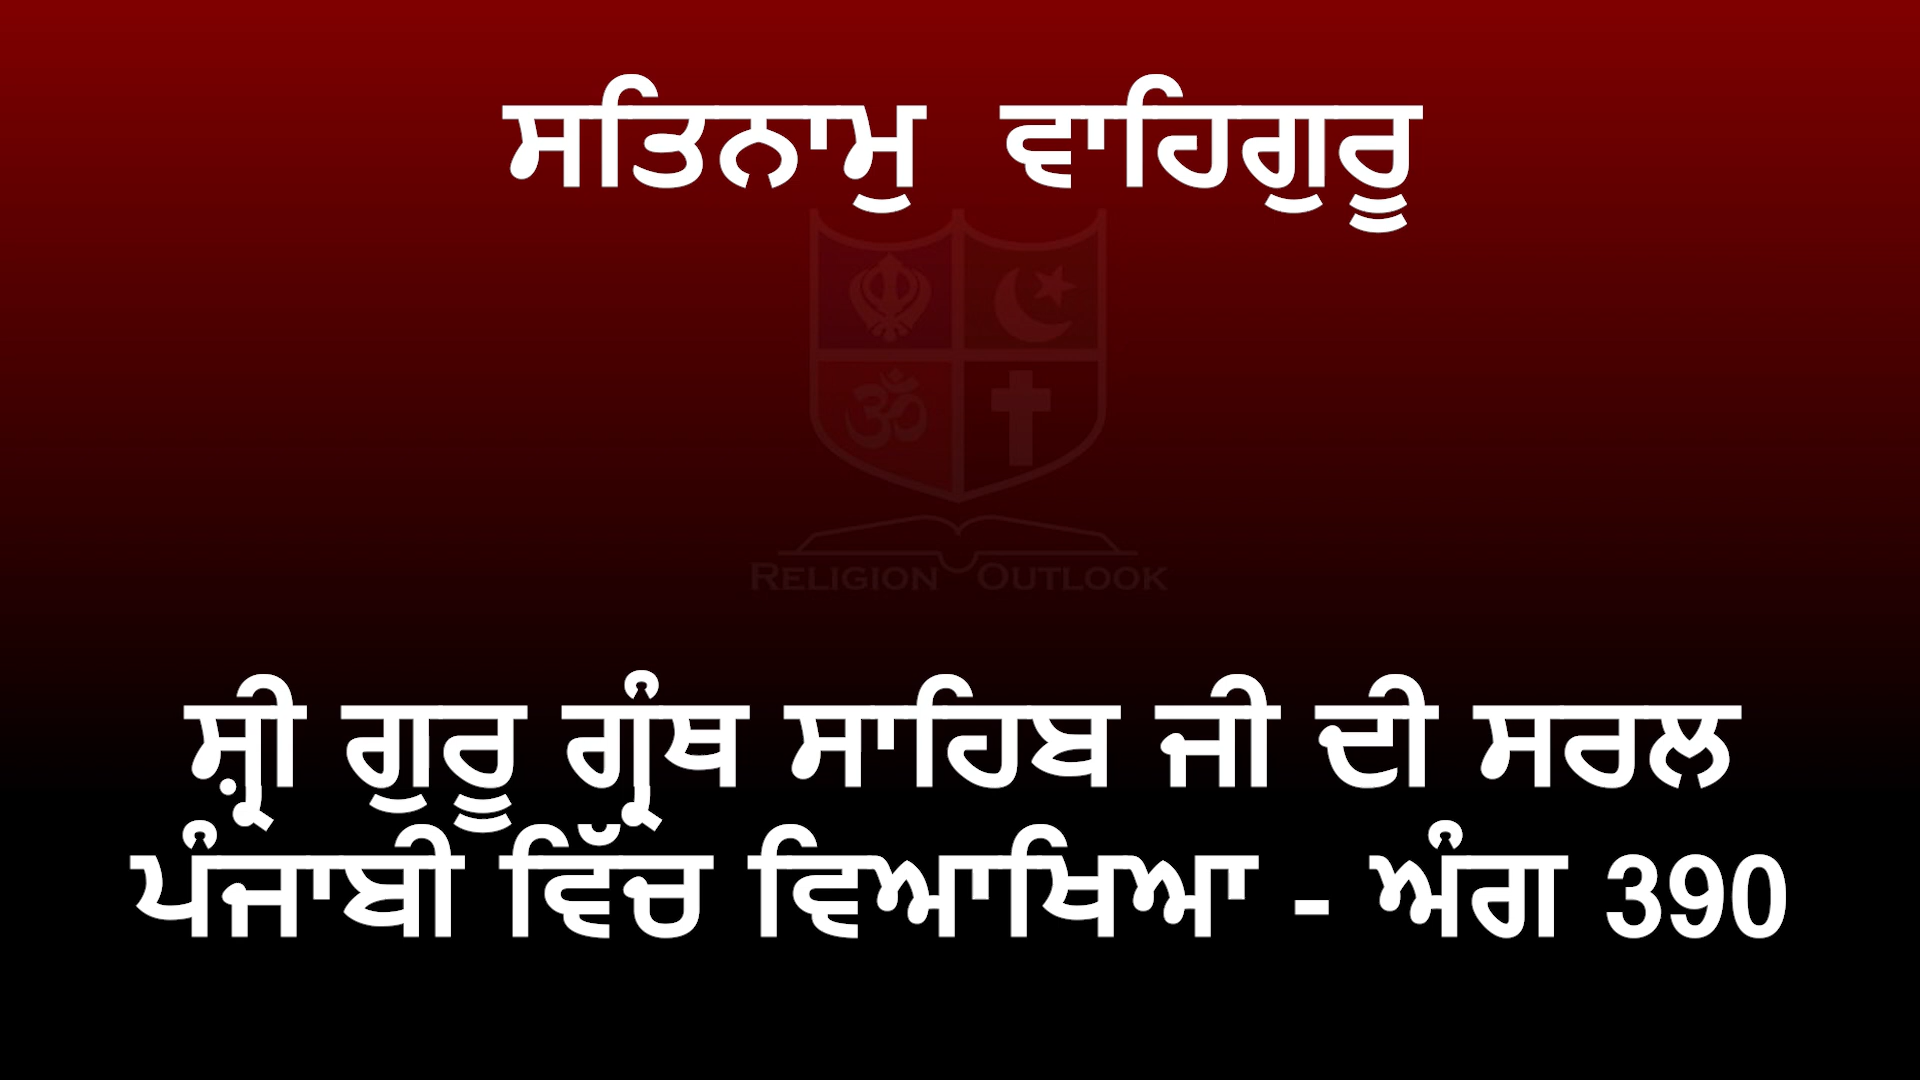 ਸਤਿਨਾਮੁ ਵਾਹਿਗੁਰੂ
RELIGION OUTLOOK
ਸ਼੍ਰੀ ਗੁਰੂ ਗ੍ਰੰਥ ਸਾਹਿਬ ਜੀ ਦੀ ਸਰਲ
ਪੰਜਾਬੀ ਵਿੱਚ ਵਿਆਖਿਆ - ਅੰਗ 390